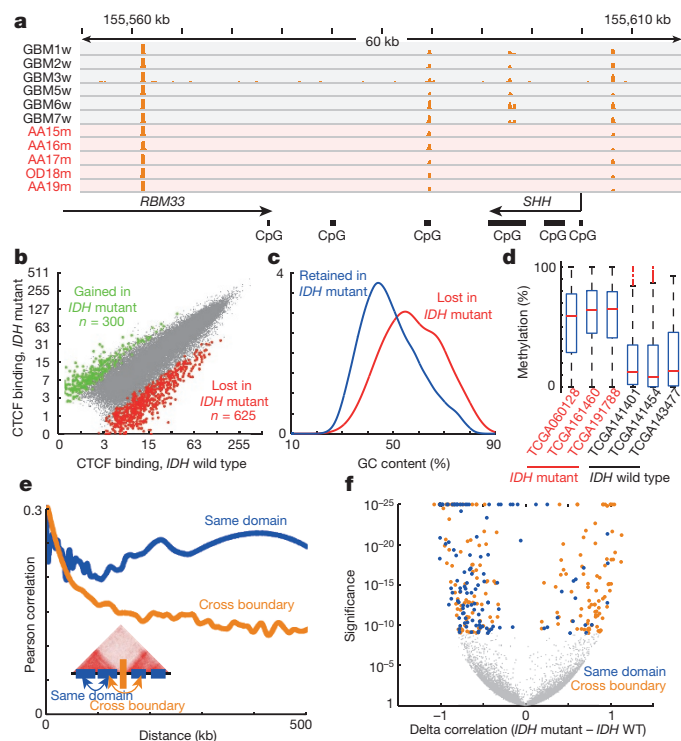 a
155,560 kb 155,610 kb
60 kb
GBM1w
GBM2w
GBM3w
GBM5w
GBM6w
GBM7w
AA15m
AA16m
AA17m
OD18m
AA19m
RBM33 SHH
CpG CpG CpG CpG CpG CpG
b
CTCF binding, IDH mutant
511
255
127
63
31
15
7
3
1
0
Gained in
IDH mutant
n = 300
Lost in
IDH mutant
n = 625
0 3 15 63 255
CTCF binding, IDH wild type
c
4
0
Retained in
IDH mutant
Lost in
IDH mutant
10 50 90
GC content (%)
d
Methylation (%)
100
0
TCGA060128
TCGA161460
TCGA191788
TCGA141401
TCGA141454
TCGA143477
IDH mutant IDH wild type
e
Pearson correlation
0.3
0
Same domain
Cross boundary
Same domain
Cross boundary
0 500
Distance (kb)
f
Significance
10−25
10−20
10−15
10−10
10−5
1
Same domain
Cross boundary
−1 0 1
Delta correlation (IDH mutant – IDH WT)